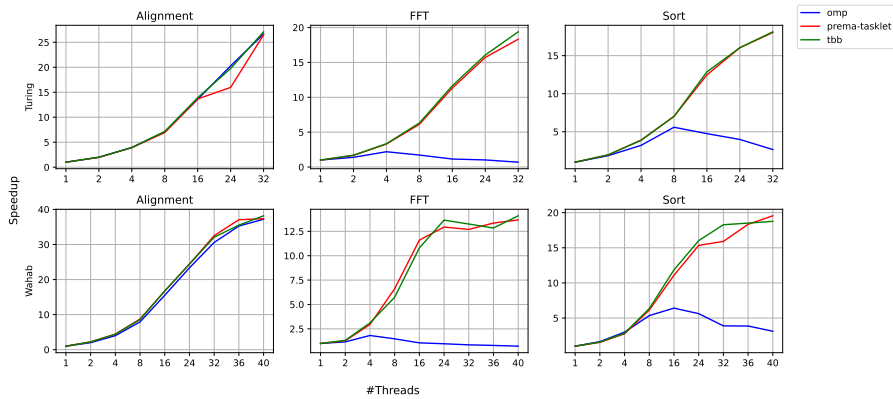 Alignment
FFT
Sort
omp
prema-tasklet
tbb
Turing
25
20
15
10
5
0
1 2 4 8 16 24 32
20
15
10
5
0
1 2 4 8 16 24 32
15
10
5
1 2 4 8 16 24 32
Speedup
Alignment
FFT
Sort
Wahab
40
30
20
10
0
1 2 4 8 16 24 32 36 40
12.5
10.0
7.5
5.0
2.5
1 2 4 8 16 24 32 36 40
20
15
10
5
1 2 4 8 16 24 32 36 40
#Threads